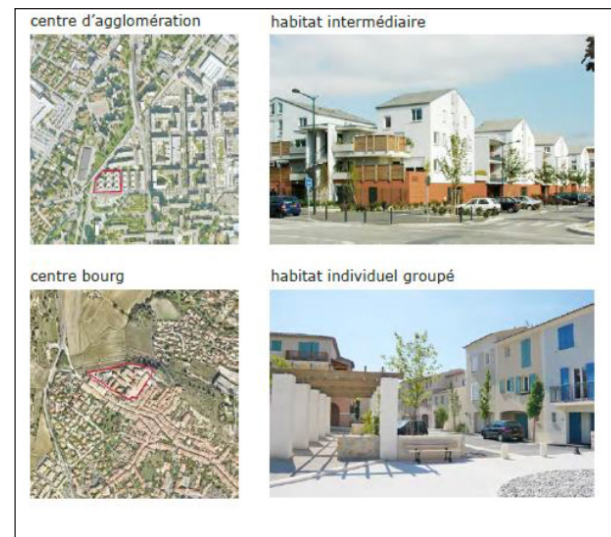 centre d'agglomération
habitat intermédiaire
centre bourg
habitat individuel groupé